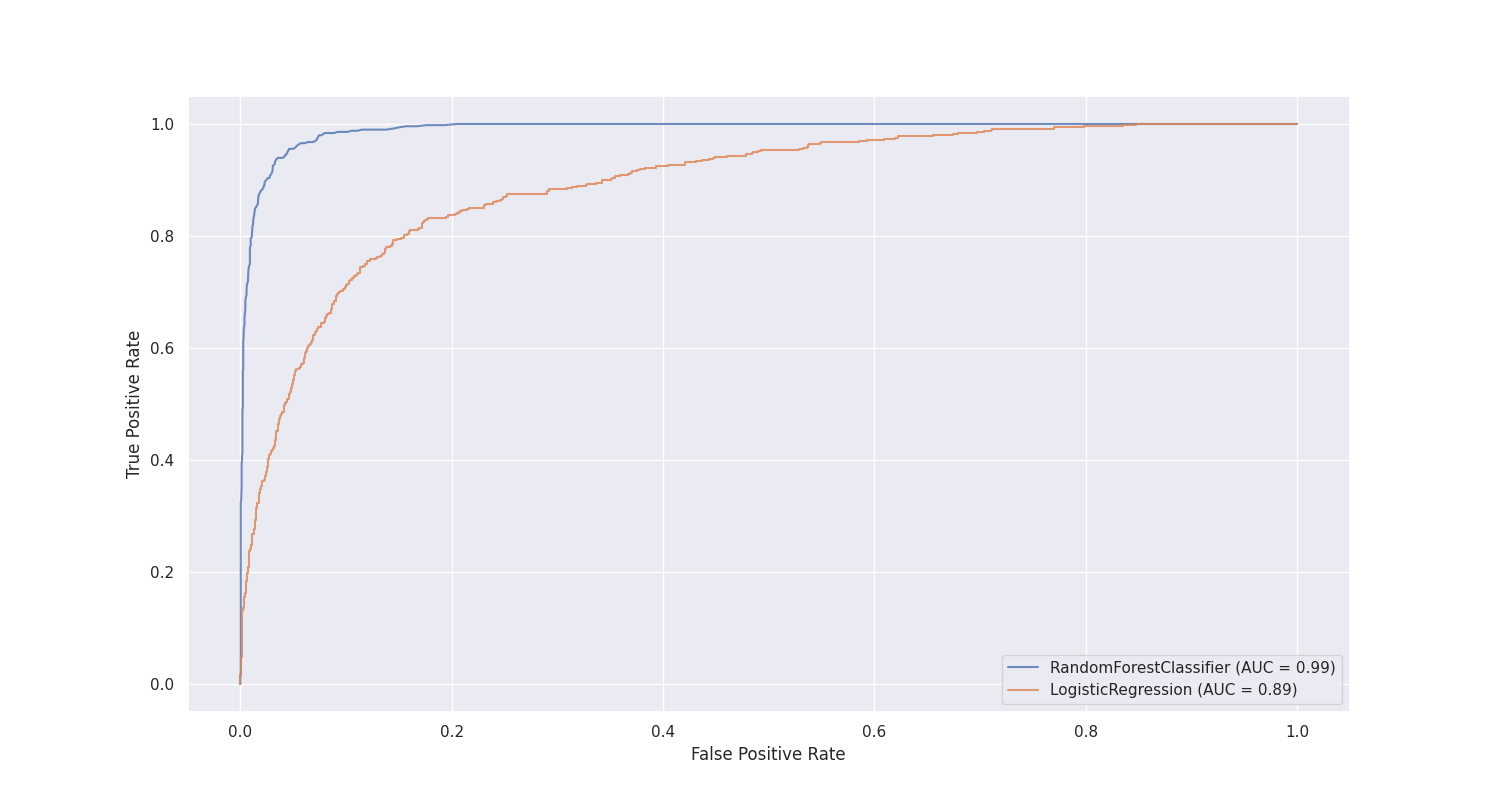 1.0
0.8
0.6
0.4
0.2
0.0
True Positive Rate
RandomForestClassifier (AUC = 0.99)
LogisticRegression (AUC = 0.89)
0.0 0.2 0.4 0.6 0.8 1.0
False Positive Rate